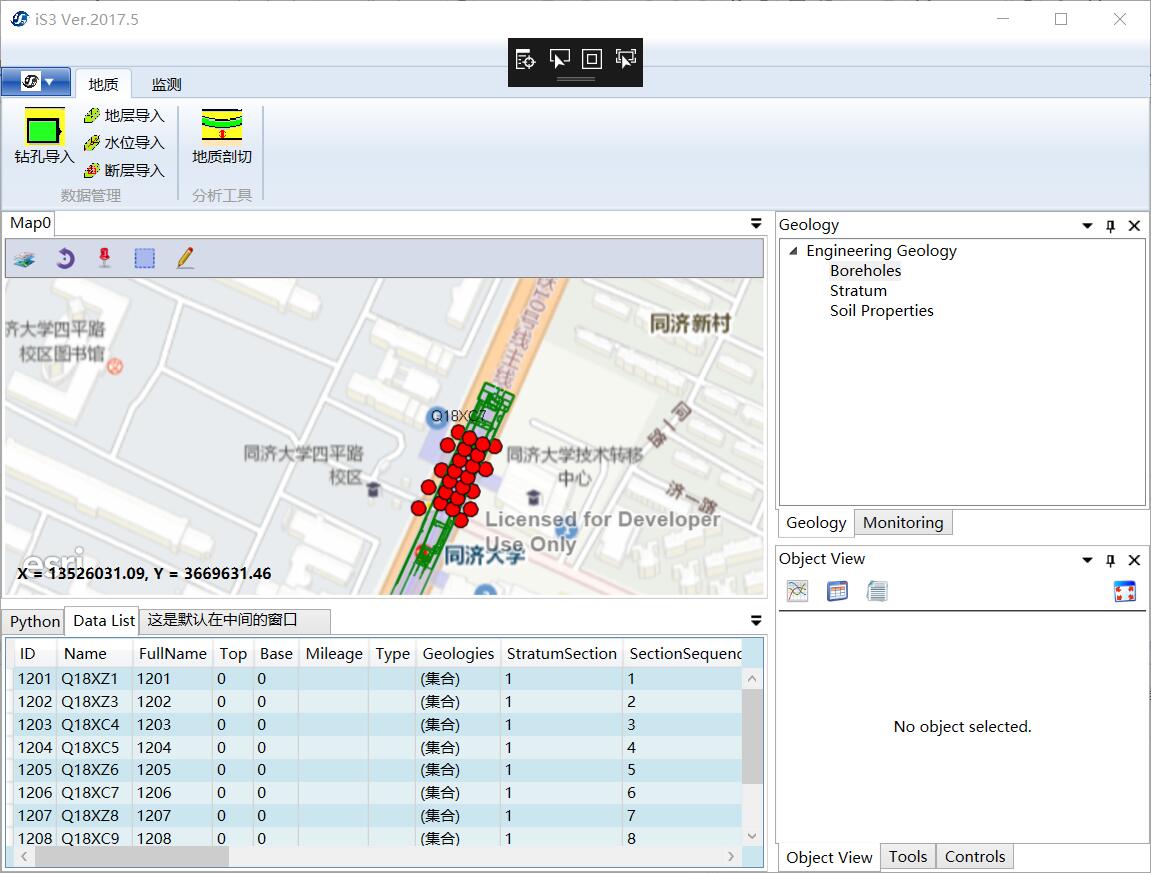 iS3 Ver.2017.5
地质 监测
钻孔导入
地层导入
水位导入
断层导入
数据管理
地质剖切
分析工具
Map0
齐大学四平路
校区图书馆
同济新村
Q18XC7
同济大学四平路
校区
同济大学技术转移
中心
济一路
Licensed for Developer
Use Only
同济大学
esri
X = 13526031.09, Y = 3669631.46
Geology
Engineering Geology
Boreholes
Stratum
Soil Properties
Geology Monitoring
Object View
No object selected.
Object View Tools Controls
Python Data List 这是默认在中间的窗口
ID Name FullName Top Base Mileage Type Geologies StratumSection SectionSequenc
1201 Q18XZ1 1201 0 0 (集合) 1 1
1202 Q18XZ3 1202 0 0 (集合) 1 2
1203 Q18XC4 1203 0 0 (集合) 1 3
1204 Q18XC5 1204 0 0 (集合) 1 4
1205 Q18XZ6 1205 0 0 (集合) 1 5
1206 Q18XC7 1206 0 0 (集合) 1 6
1207 Q18XZ8 1207 0 0 (集合) 1 7
1208 Q18XC9 1208 0 0 (集合) 1 8